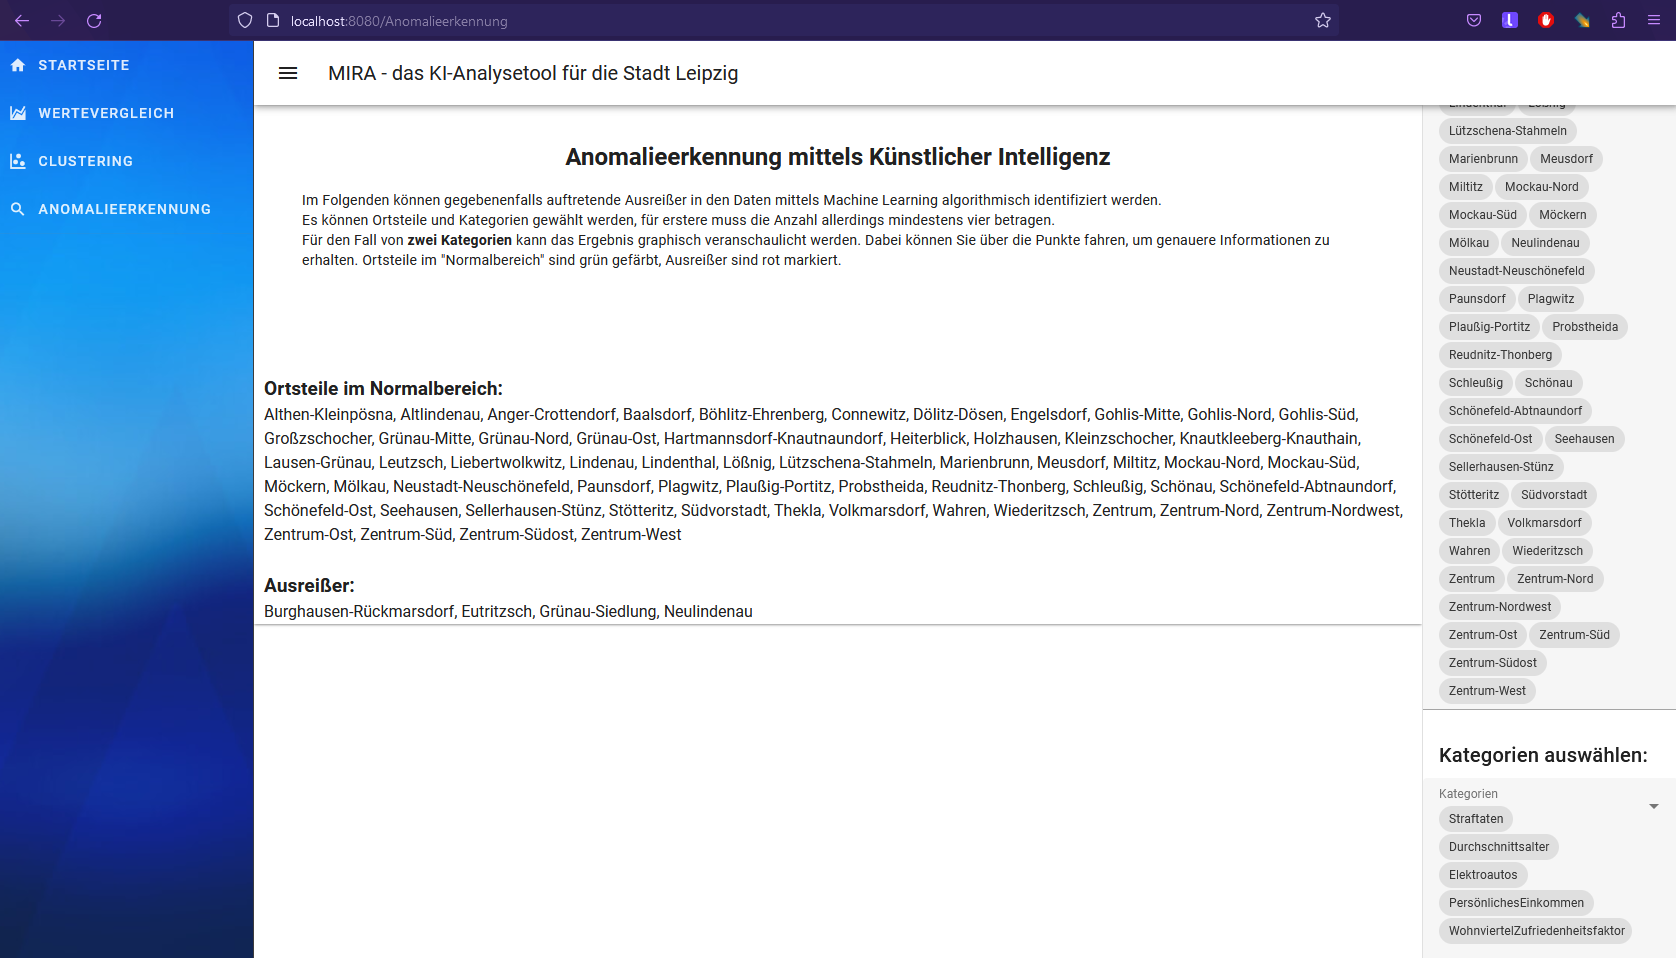 localhost:8080/Anomalieerkennung
STARTSEITE
WERTEVERGLEICH
CLUSTERING
ANOMALIEERKENNUNG
MIRA - das KI-Analysetool für die Stadt Leipzig
Anomalieerkennung mittels Künstlicher Intelligenz
Im Folgenden können gegebenenfalls auftretende Ausreißer in den Daten mittels Machine Learning algorithmisch identifiziert werden.
Es können Ortsteile und Kategorien gewählt werden, für erstere muss die Anzahl allerdings mindestens vier betragen.
Für den Fall von zwei Kategorien kann das Ergebnis graphisch veranschaulicht werden. Dabei können Sie über die Punkte fahren, um genauere Informationen zu
erhalten. Ortsteile im "Normalbereich" sind grün gefärbt, Ausreißer sind rot markiert.
Ortsteile im Normalbereich:
Althen-Kleinpösna, Altlindenau, Anger-Crottendorf, Baalsdorf, Böhlitz-Ehrenberg, Connewitz, Dölitz-Dösen, Engelsdorf, Gohlis-Mitte, Gohlis-Nord, Gohlis-Süd,
Großzschocher, Grünau-Mitte, Grünau-Nord, Grünau-Ost, Hartmannsdorf-Knautnaundorf, Heiterblick, Holzhausen, Kleinzschocher, Knautkleeberg-Knauthain,
Lausen-Grünau, Leutzsch, Liebertwolkwitz, Lindenau, Lindenthal, Lößnig, Lützschena-Stahmeln, Marienbrunn, Meusdorf, Miltitz, Mockau-Nord, Mockau-Süd,
Möckern, Mölkau, Neustadt-Neuschönefeld, Paunsdorf, Plagwitz, Plaußig-Portitz, Probstheida, Reudnitz-Thonberg, Schleußig, Schönau, Schönefeld-Abtnaundorf,
Schönefeld-Ost, Seehausen, Sellerhausen-Stünz, Stötteritz, Südvorstadt, Thekla, Volkmarsdorf, Wahren, Wiederitzsch, Zentrum, Zentrum-Nord, Zentrum-Nordwest,
Zentrum-Ost, Zentrum-Süd, Zentrum-Südost, Zentrum-West
Ausreißer:
Burghausen-Rückmarsdorf, Eutritzsch, Grünau-Siedlung, Neulindenau
Lindenthal Lößnig
Lützschena-Stahmeln
Marienbrunn Meusdorf
Miltitz Mockau-Nord
Mockau-Süd Möckern
Mölkau Neulindenau
Neustadt-Neuschönefeld
Paunsdorf Plagwitz
Plaußig-Portitz Probstheida
Reudnitz-Thonberg
Schleußig Schönau
Schönefeld-Abtnaundorf
Schönefeld-Ost Seehausen
Sellerhausen-Stünz
Stötteritz Südvorstadt
Thekla Volkmarsdorf
Wahren Wiederitzsch
Zentrum Zentrum-Nord
Zentrum-Nordwest
Zentrum-Ost Zentrum-Süd
Zentrum-Südost
Zentrum-West
Kategorien auswählen:
Kategorien
Straftaten
Durchschnittsalter
Elektroautos
PersönlichesEinkommen
WohnviertelZufriedenheitsfaktor